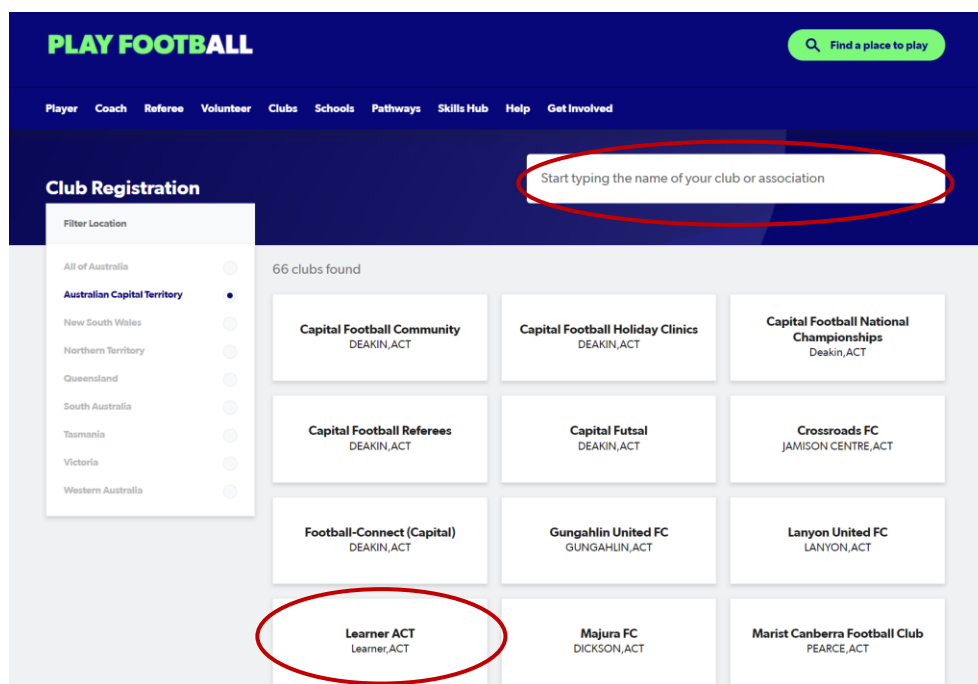 PLAY FOOTBALL
Find a place to play
Player Coach Referee Volunteer Clubs Schools Pathways Skills Hub Help Get Involved
Start typing the name of your club or association
Club Registration
Filter Location
All of Australia
Australian Capital Territory
New South Wales
Northern Territory
Queensland
South Australia
Tasmania
Victoria
Western Australia
66 clubs found
Capital Football Community
DEAKIN,ACT
Capital Football Holiday Clinics
DEAKIN,ACT
Capital Football National
Championships
Deakin,ACT
Capital Football Referees
DEAKIN,ACT
Capital Futsal
DEAKIN,ACT
Crossroads FC
JAMISON CENTRE,ACT
Football-Connect (Capital)
DEAKIN,ACT
Gungahlin United FC
GUNGAHLIN,ACT
Lanyon United FC
LANYON,ACT
Learner ACT
Learner,ACT
Majura FC
DICKSON,ACT
Marist Canberra Football Club
PEARCE,ACT